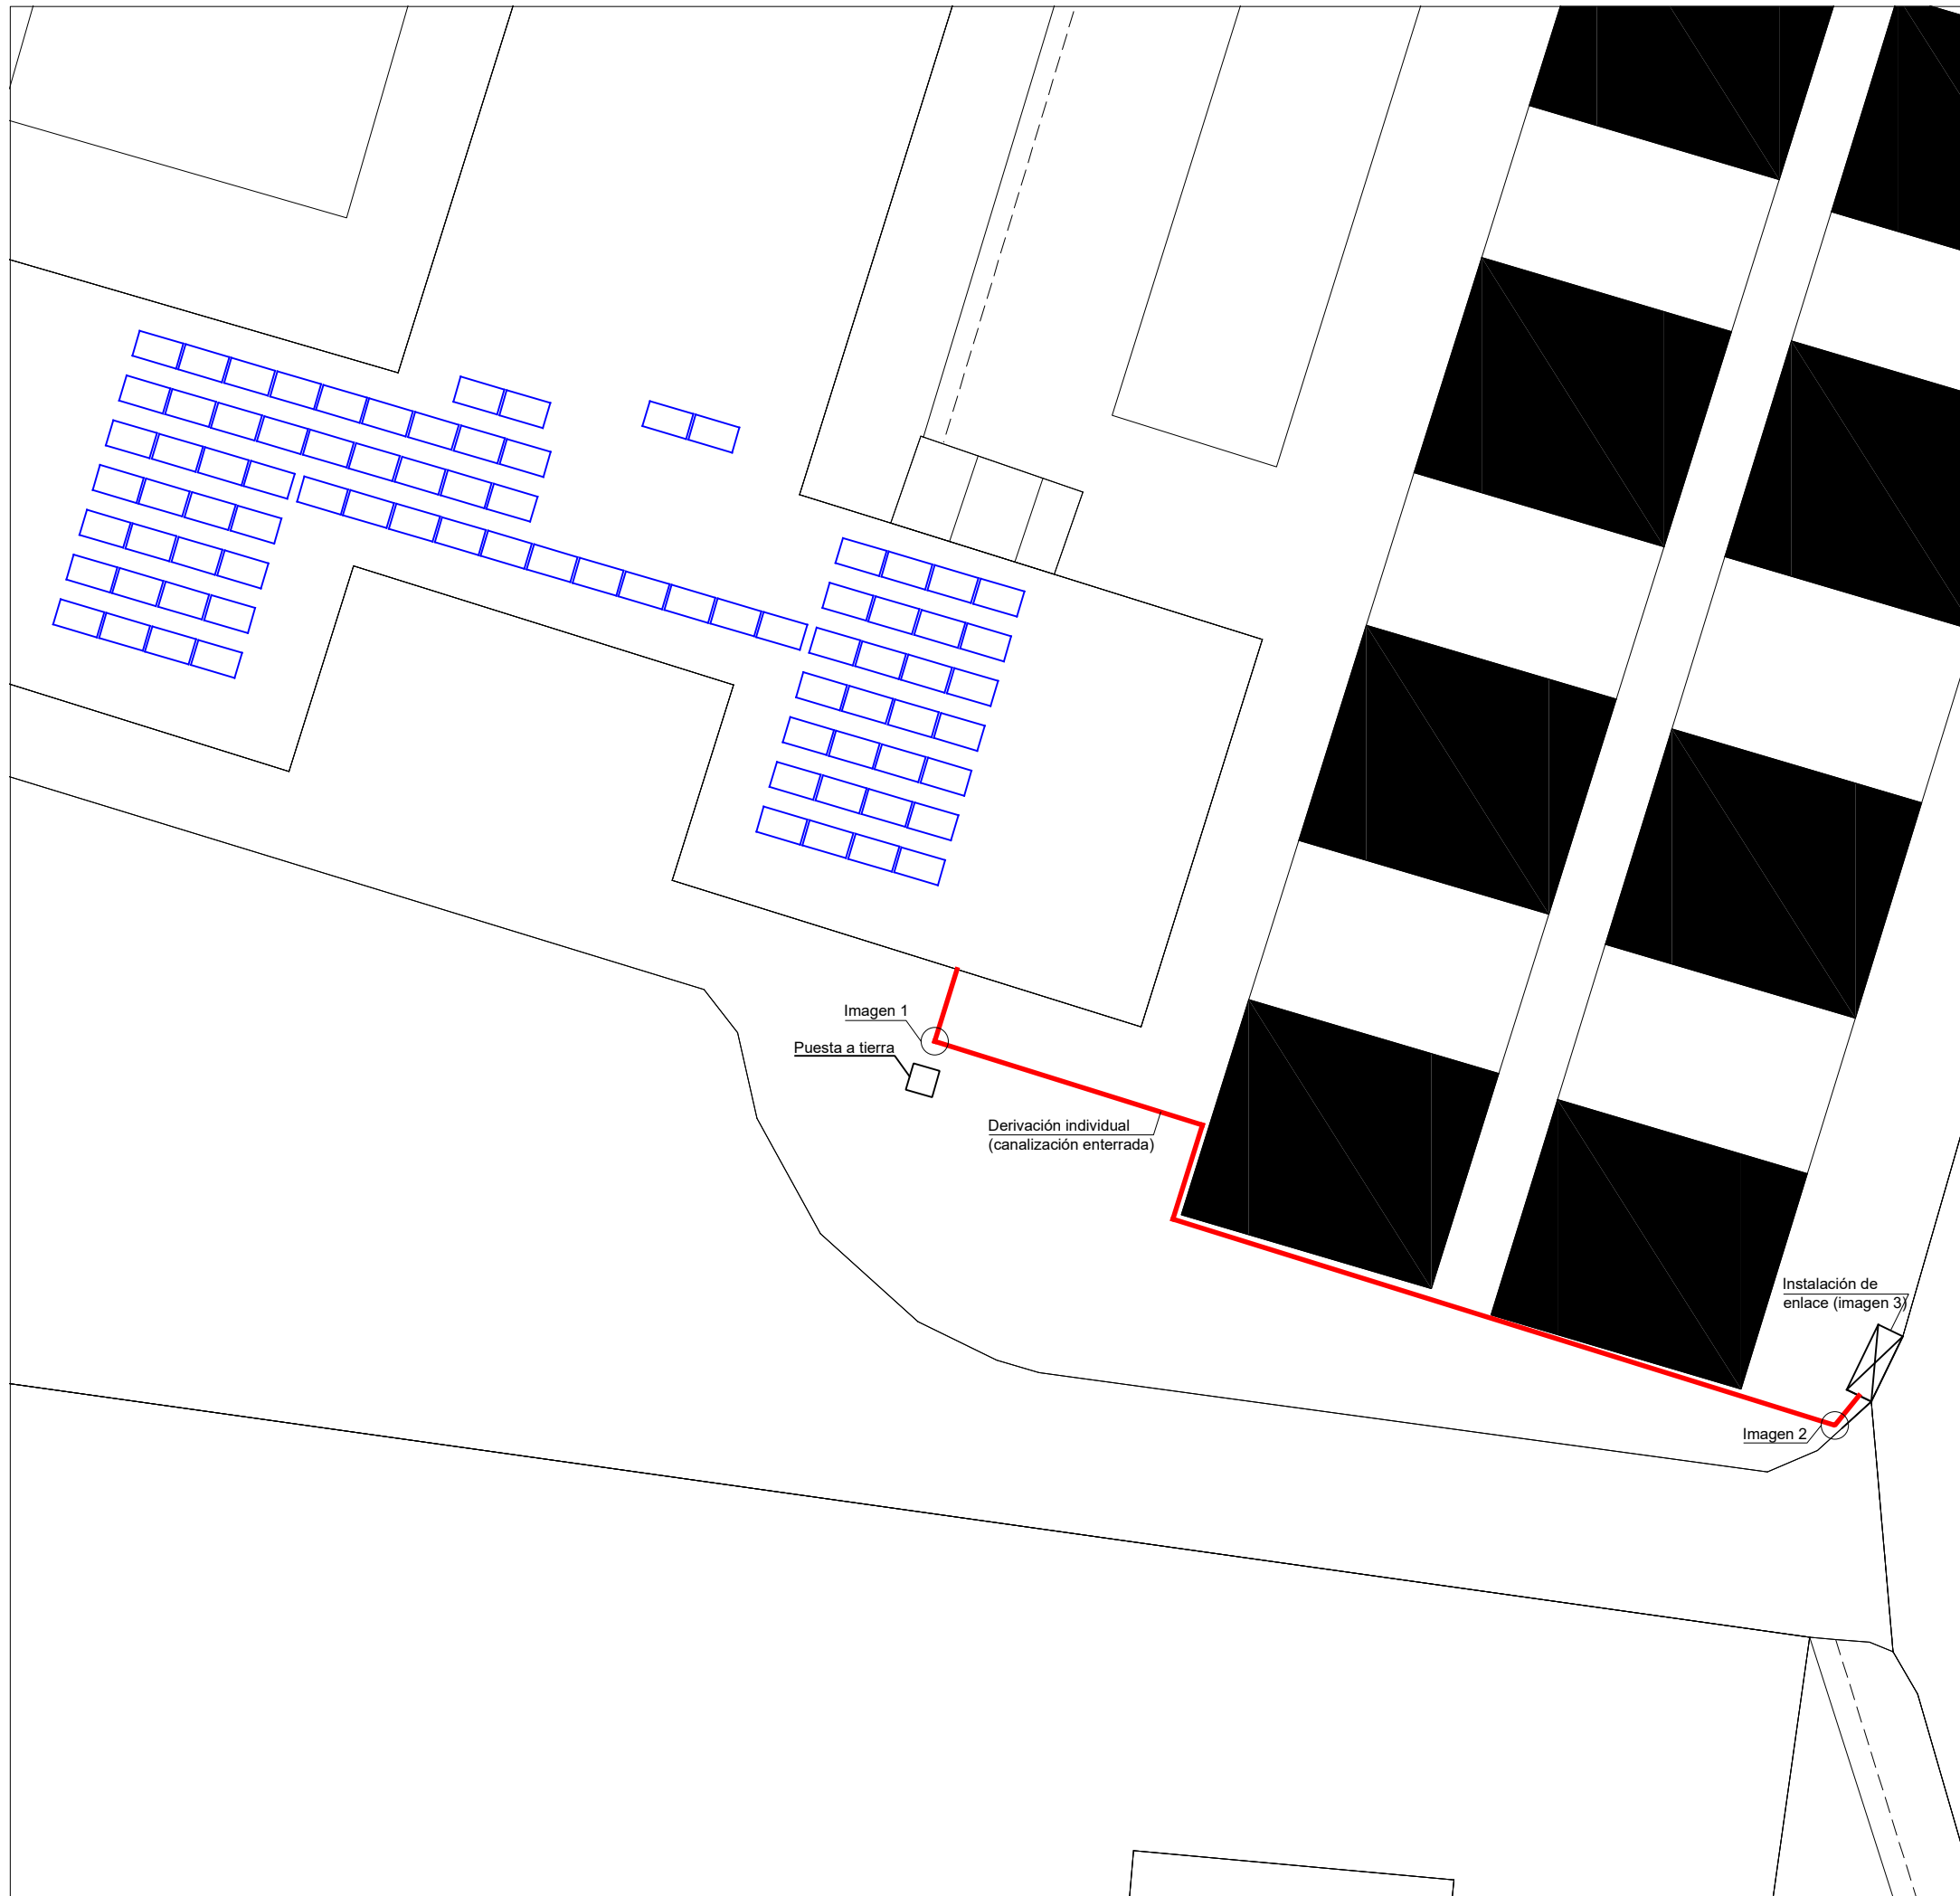 Imagen 1
Puesta a tierra
Derivación individual
(canalización enterrada)
Instalación de
enlace (imagen 3)
Imagen 2